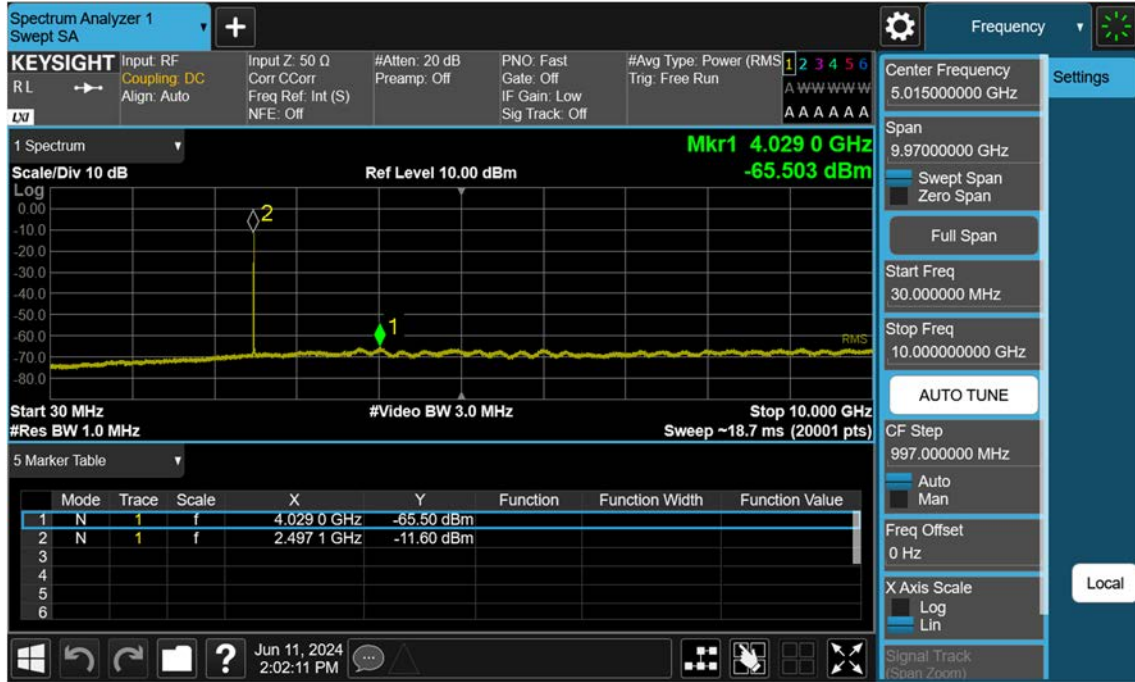 Spectrum Analyzer 1
Swept SA
+
Frequency
KEYSIGHT
R L
LXI
Input: RF
Coupling: DC
Align: Auto
Input Z: 50 Ω
Corr CCorr
Freq Ref: Int (S)
NFE: Off
#Atten: 20 dB
Preamp: Off
PNO: Fast
Gate: Off
IF Gain: Low
Sig Track: Off
#Avg Type: Power (RMS
Trig: Free Run
1 2 3 4 5 6
A W W W W W
A A A A A A
1 Spectrum
Scale/Div 10 dB
Ref Level 10.00 dBm
Mkr1 4.029 0 GHz
-65.503 dBm
Log
0.00
-10.0
-20.0
-30.0
-40.0
-50.0
-60.0
-70.0
-80.0
2
1
RMS
Start 30 MHz
#Res BW 1.0 MHz
#Video BW 3.0 MHz
Stop 10.000 GHz
Sweep ~18.7 ms (20001 pts)
5 Marker Table
Mode Trace Scale X Y Function Function Width Function Value
1 N 1 f 4.029 0 GHz -65.50 dBm
2 N 1 f 2.497 1 GHz -11.60 dBm
3
4
5
6
?
Jun 11, 2024
2:02:11 PM
Center Frequency
5.015000000 GHz
Span
9.97000000 GHz
Swept Span
Zero Span
Full Span
Start Freq
30.000000 MHz
Stop Freq
10.000000000 GHz
AUTO TUNE
CF Step
997.000000 MHz
Auto
Man
Freq Offset
0 Hz
X Axis Scale
Log
Lin
Signal Track
(Span Zoom)
Settings
Local